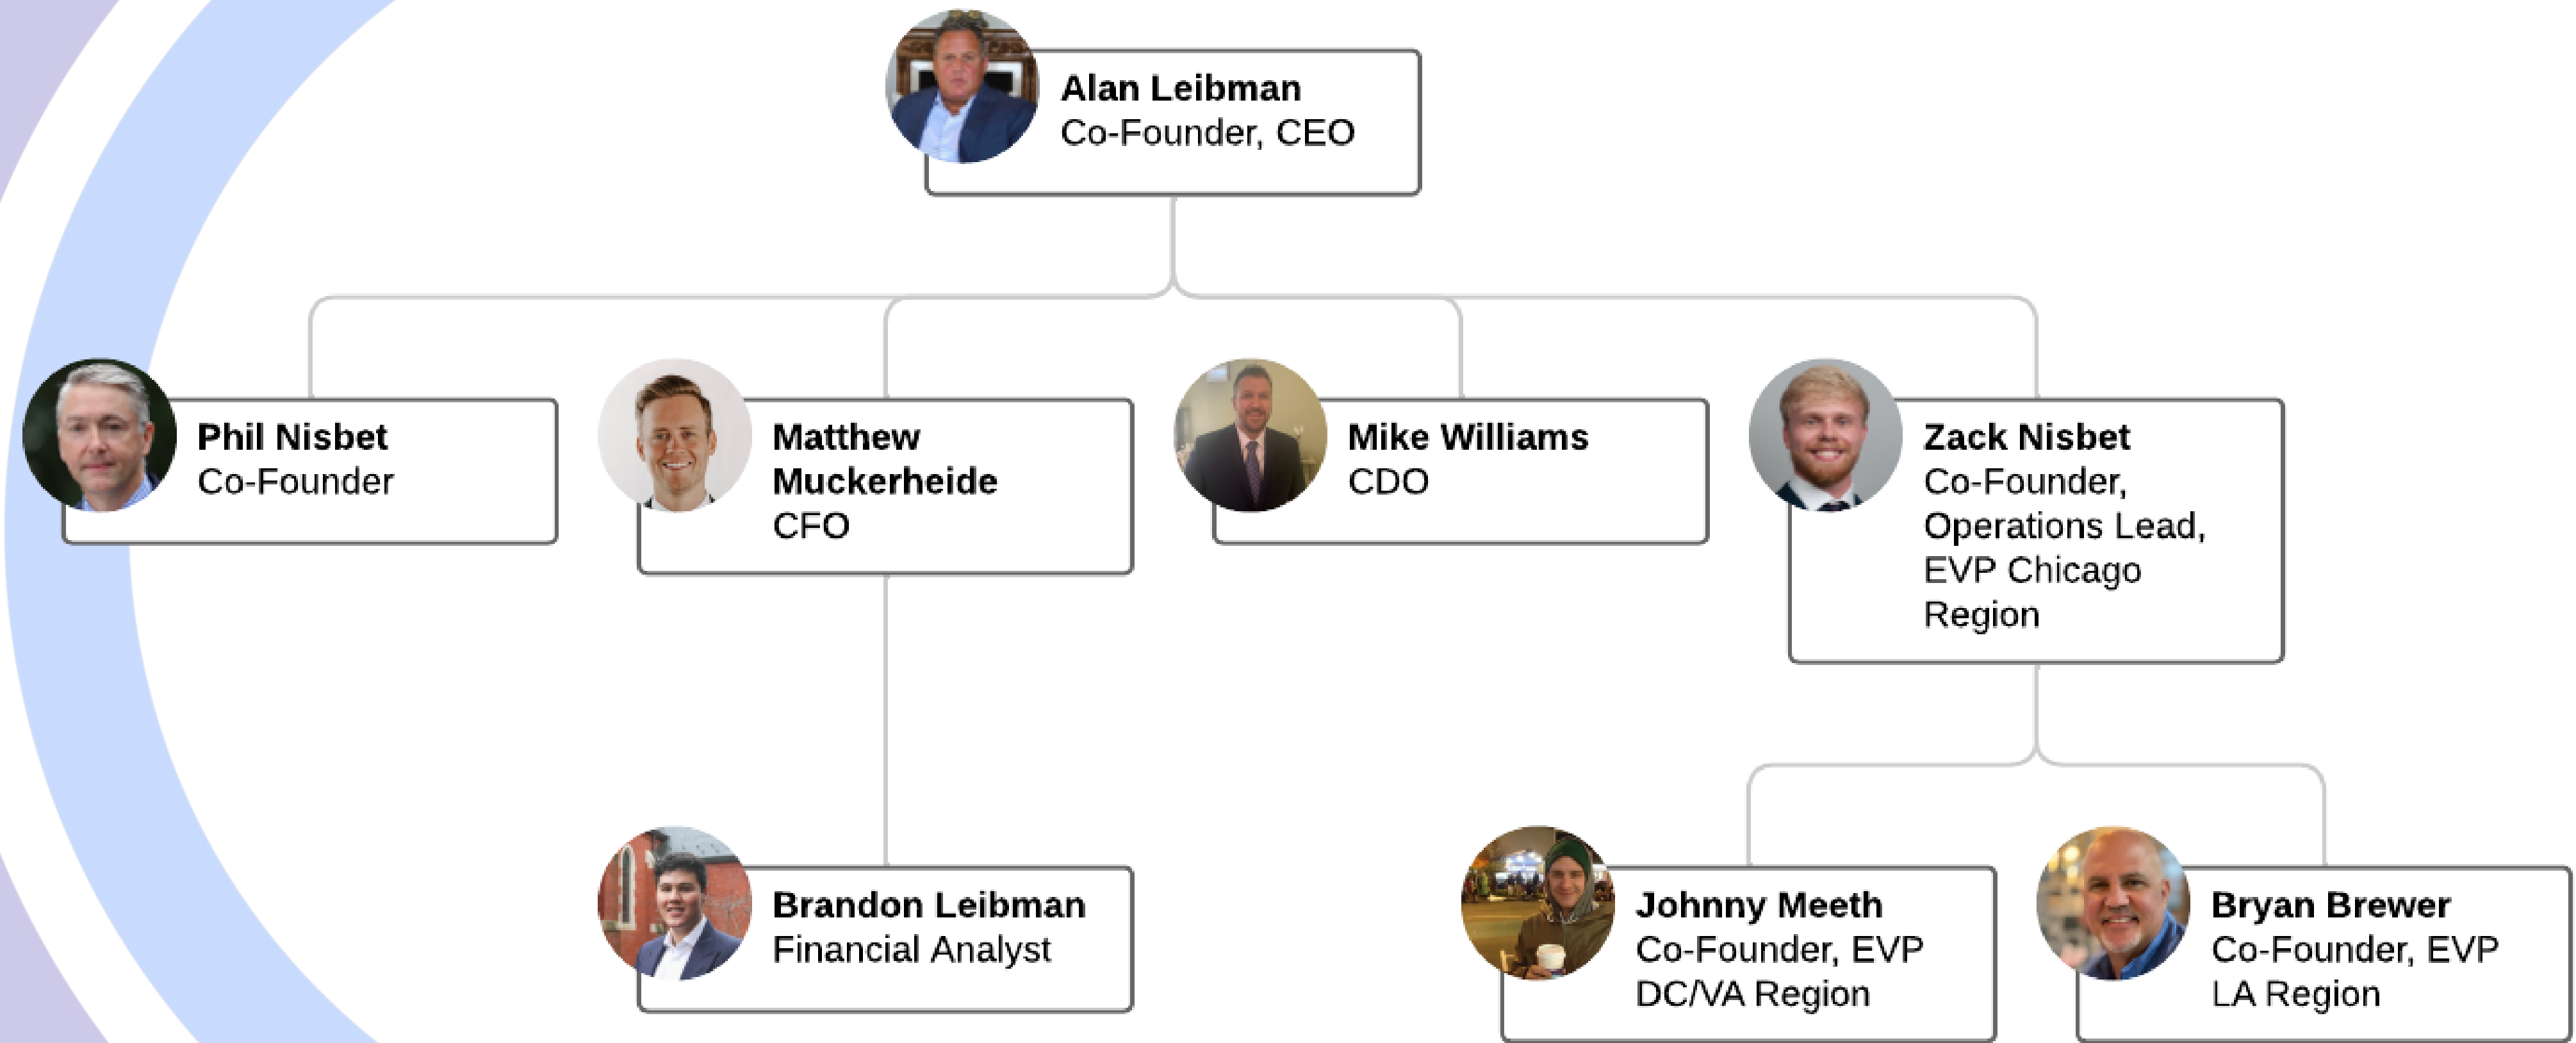 Alan Leibman
Co-Founder, CEO
Phil Nisbet
Co-Founder
Matthew
Muckerheide
CFO
Mike Williams
CDO
Zack Nisbet
Co-Founder,
Operations Lead,
EVP Chicago
Region
Brandon Leibman
Financial Analyst
Johnny Meeth
Co-Founder, EVP
DC/VA Region
Bryan Brewer
Co-Founder, EVP
LA Region